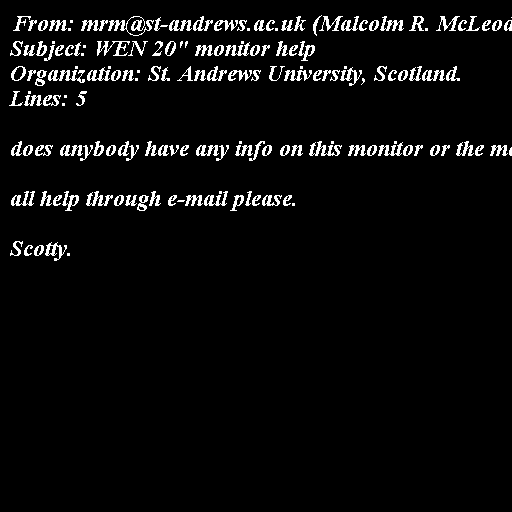 From: mrm@st-andrews.ac.uk (Malcolm R. McLeod
Subject: WEN 20" monitor help
Organization: St. Andrews University, Scotland.
Lines: 5
does anybody have any info on this monitor or the
all help through e-mail please.
Scotty.